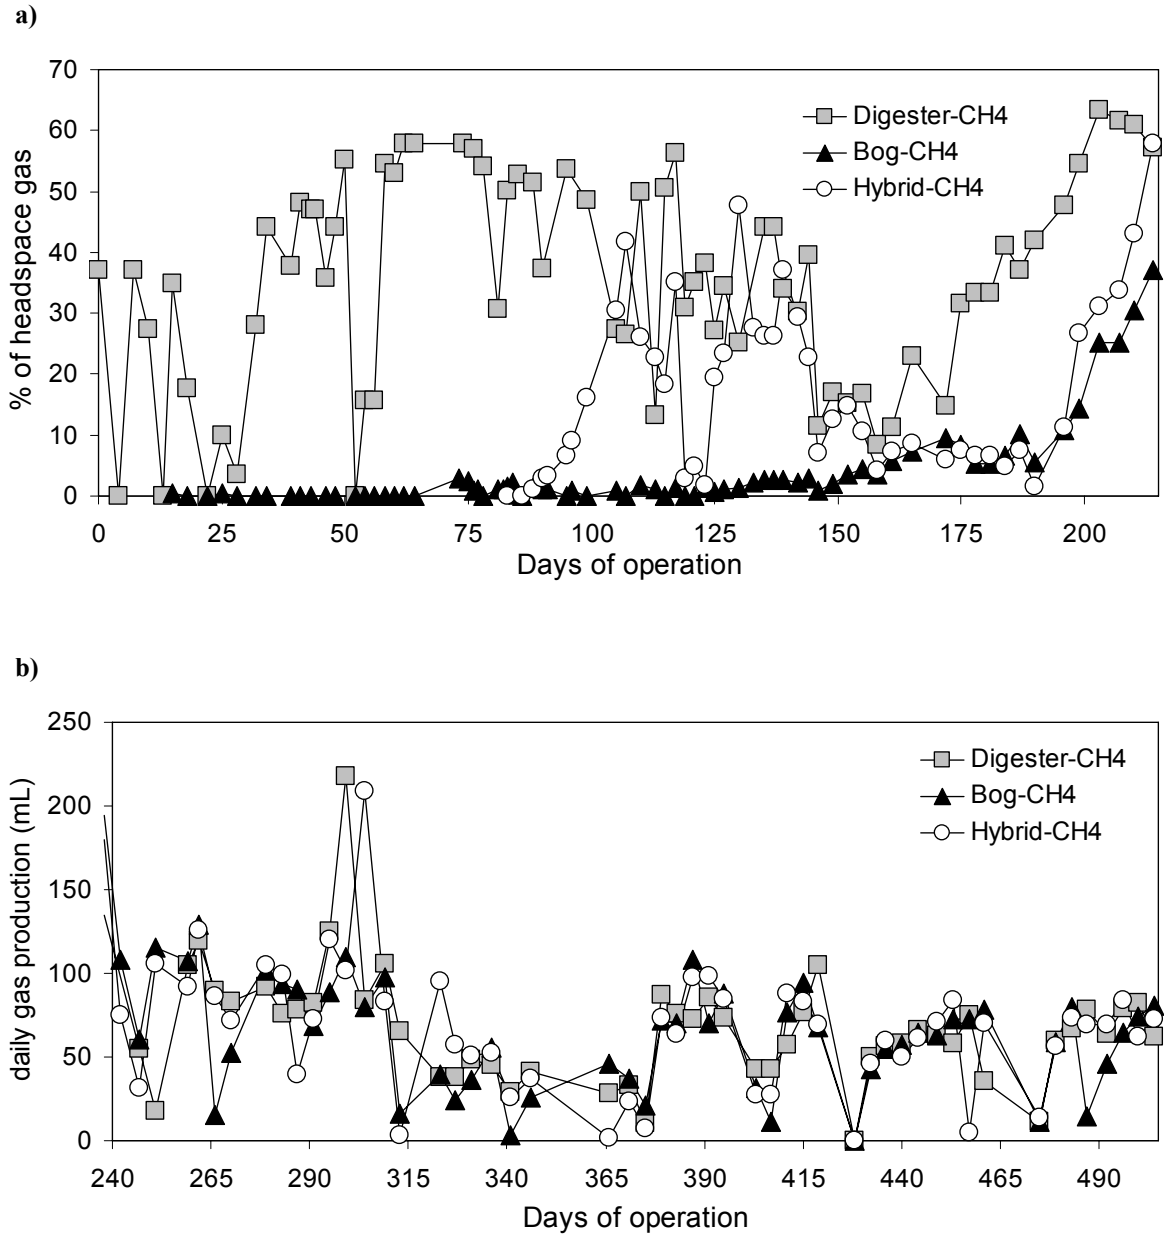 a)
70
60
50
40
30
20
10
0
% of headspace gas
Digester-CH4
Bog-CH4
Hybrid-CH4
0 25 50 75 100 125 150 175 200
Days of operation
b)
250
200
150
100
50
0
daily gas production (mL)
Digester-CH4
Bog-CH4
Hybrid-CH4
240 265 290 315 340 365 390 415 440 465 490
Days of operation